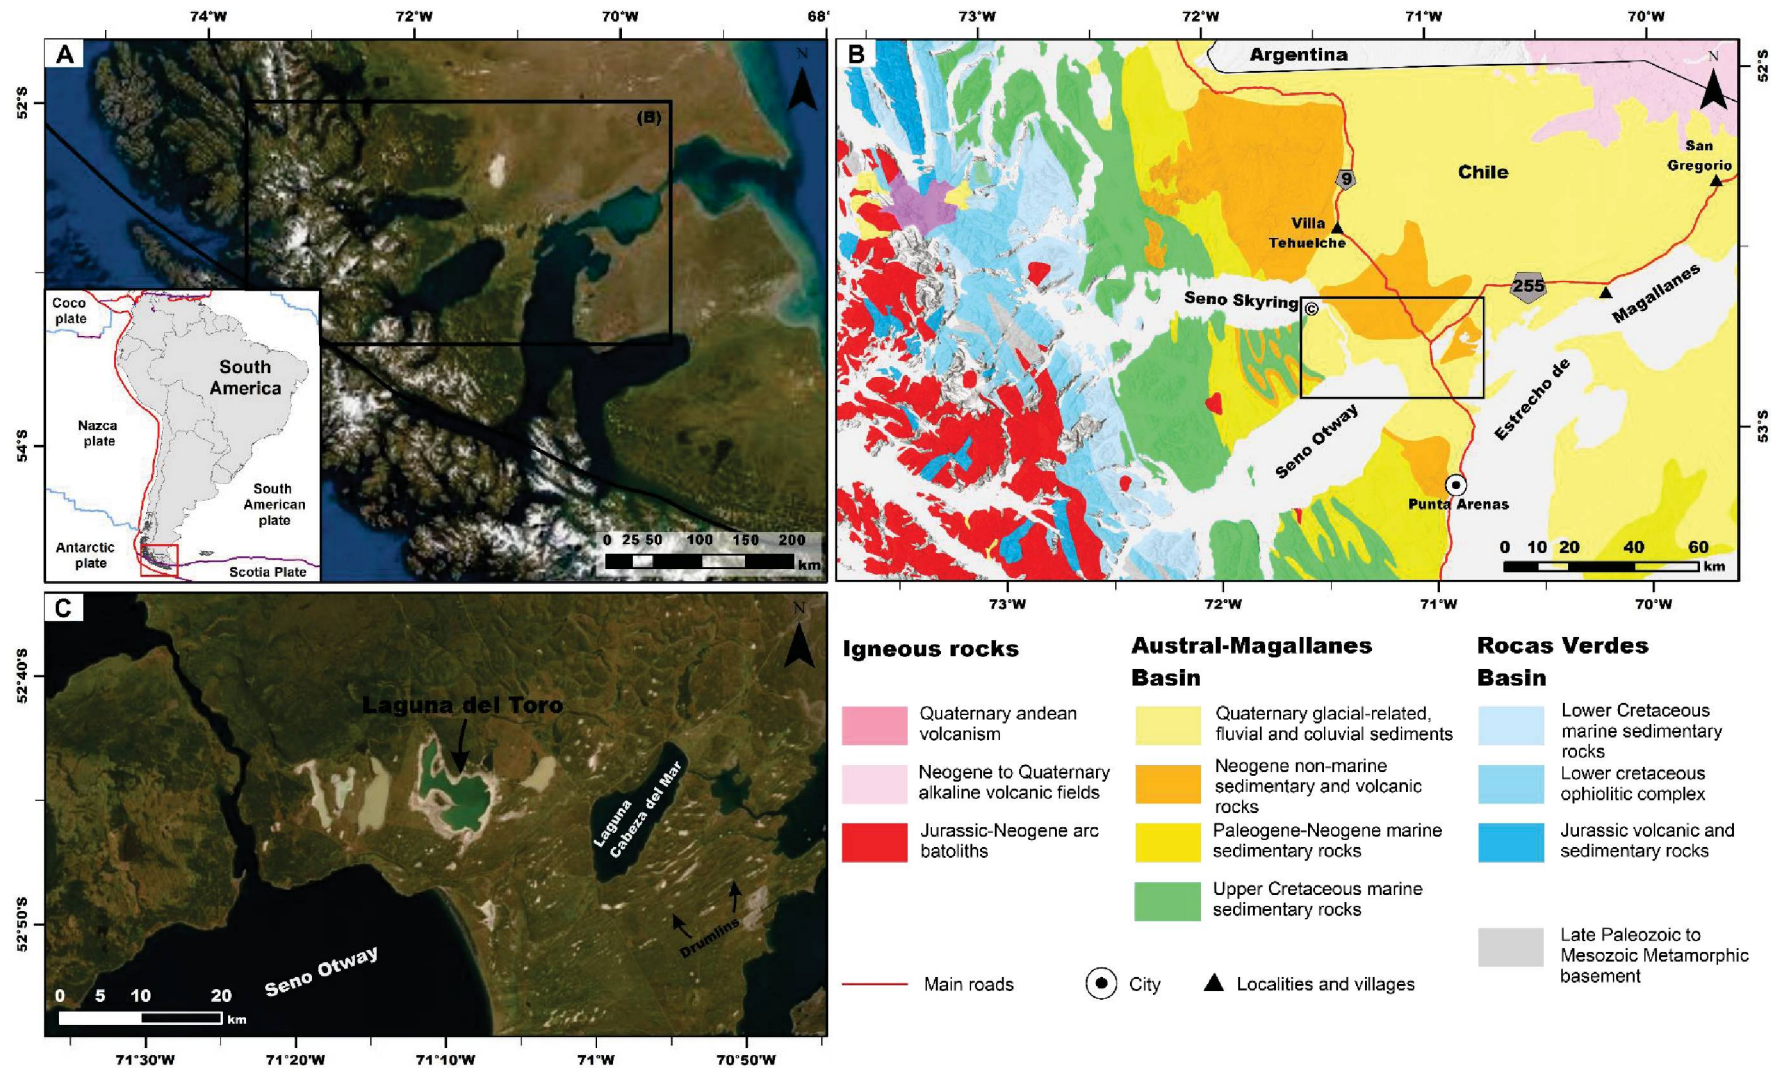 74°W
72°W
70°W
68°
A
N
52°S
54°S
(B)
Coco
plate
South
America
Nazca
plate
South
American
plate
Antarctic
plate
Scotia Plate
0 25 50 100 150 200
km
73°W
72°W
71°W
70°W
B
Argentina
N
52°S
San
Gregorio
Chile
9
Villa
Tehuelche
255
Seno Skyring
©
Magallanes
Estrecho de
Seno Otway
53°S
Punta Arenas
0 10 20 40 60
km
73°W
72°W
71°W
70°W
C
N
52°40'S
52°50'S
Laguna del Toro
Laguna
Cabeza del Mar
Drumlins
Seno Otway
0 5 10 20
km
71°30'W
71°20'W
71°10'W
71°W
70°50'W
Igneous rocks
Quaternary andean
volcanism
Neogene to Quaternary
alkaline volcanic fields
Jurassic-Neogene arc
batoliths
Austral-Magallanes
Basin
Quaternary glacial-related,
fluvial and coluvial sediments
Neogene non-marine
sedimentary and volcanic
rocks
Paleogene-Neogene marine
sedimentary rocks
Upper Cretaceous marine
sedimentary rocks
Rocas Verdes
Basin
Lower Cretaceous
marine sedimentary
rocks
Lower cretaceous
ophiolitic complex
Jurassic volcanic and
sedimentary rocks
Late Paleozoic to
Mesozoic Metamorphic
basement
Main roads
City
Localities and villages